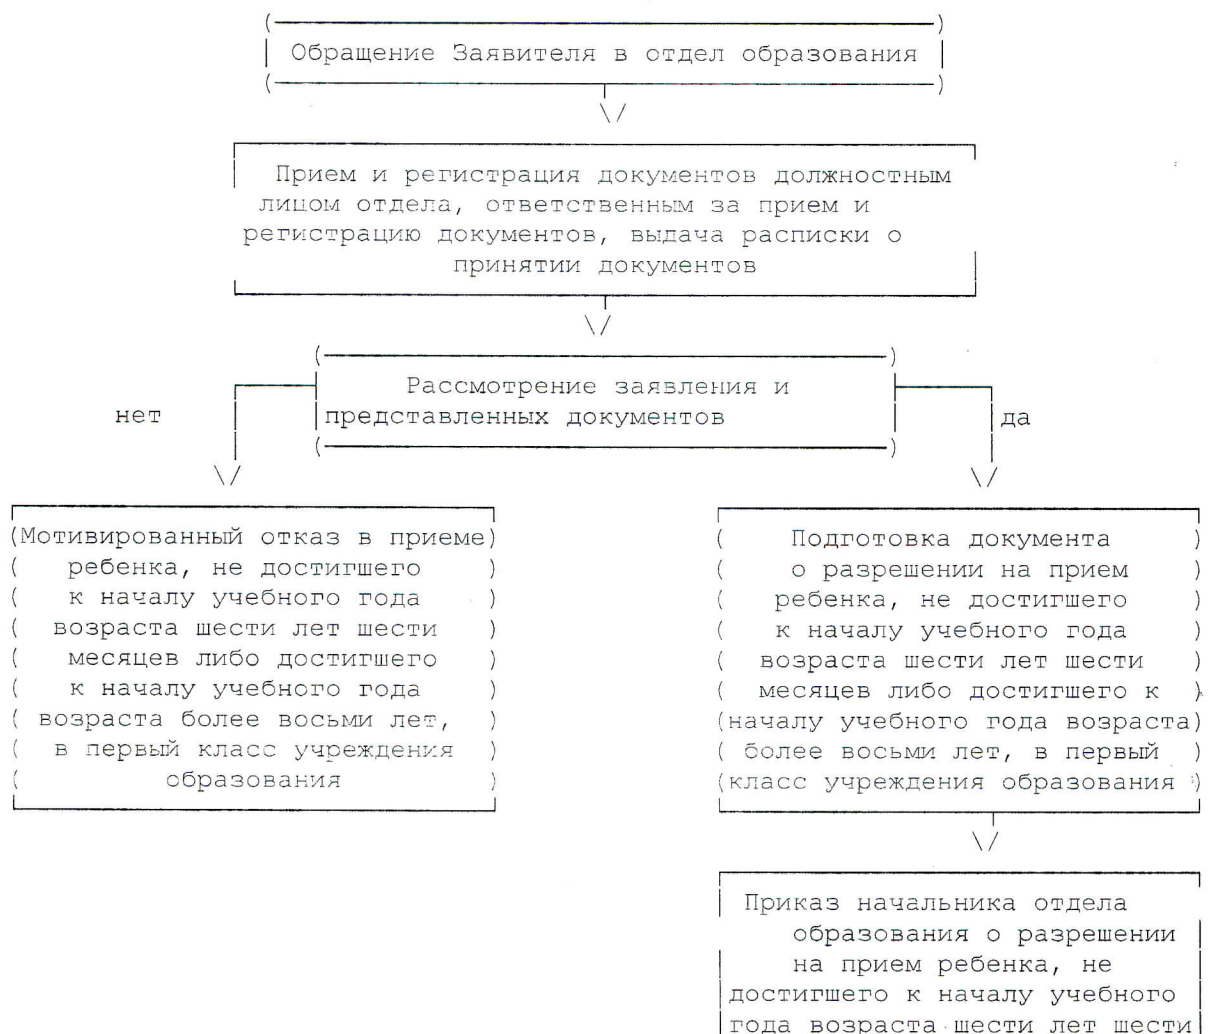 Обращение Заявителя в отдел образования
Прием и регистрация документов должностным
лицом отдела, ответственным за прием и
регистрацию документов, выдача расписки о
принятии документов
Рассмотрение заявления и
представленных документов
нет
да
Мотивированный отказ в приеме
ребенка, не достигшего
к началу учебного года
возраста шести лет шести
месяцев либо достигшего
к началу учебного года
возраста более восьми лет,
в первый класс учреждения
образования
Подготовка документа
о разрешении на прием
ребенка, не достигшего
к началу учебного года
возраста шести лет шести
месяцев либо достигшего к
началу учебного года возраста
более восьми лет, в первый
класс учреждения образования
Приказ начальника отдела
образования о разрешении
на прием ребенка, не
достигшего к началу учебного
года возраста шести лет шести